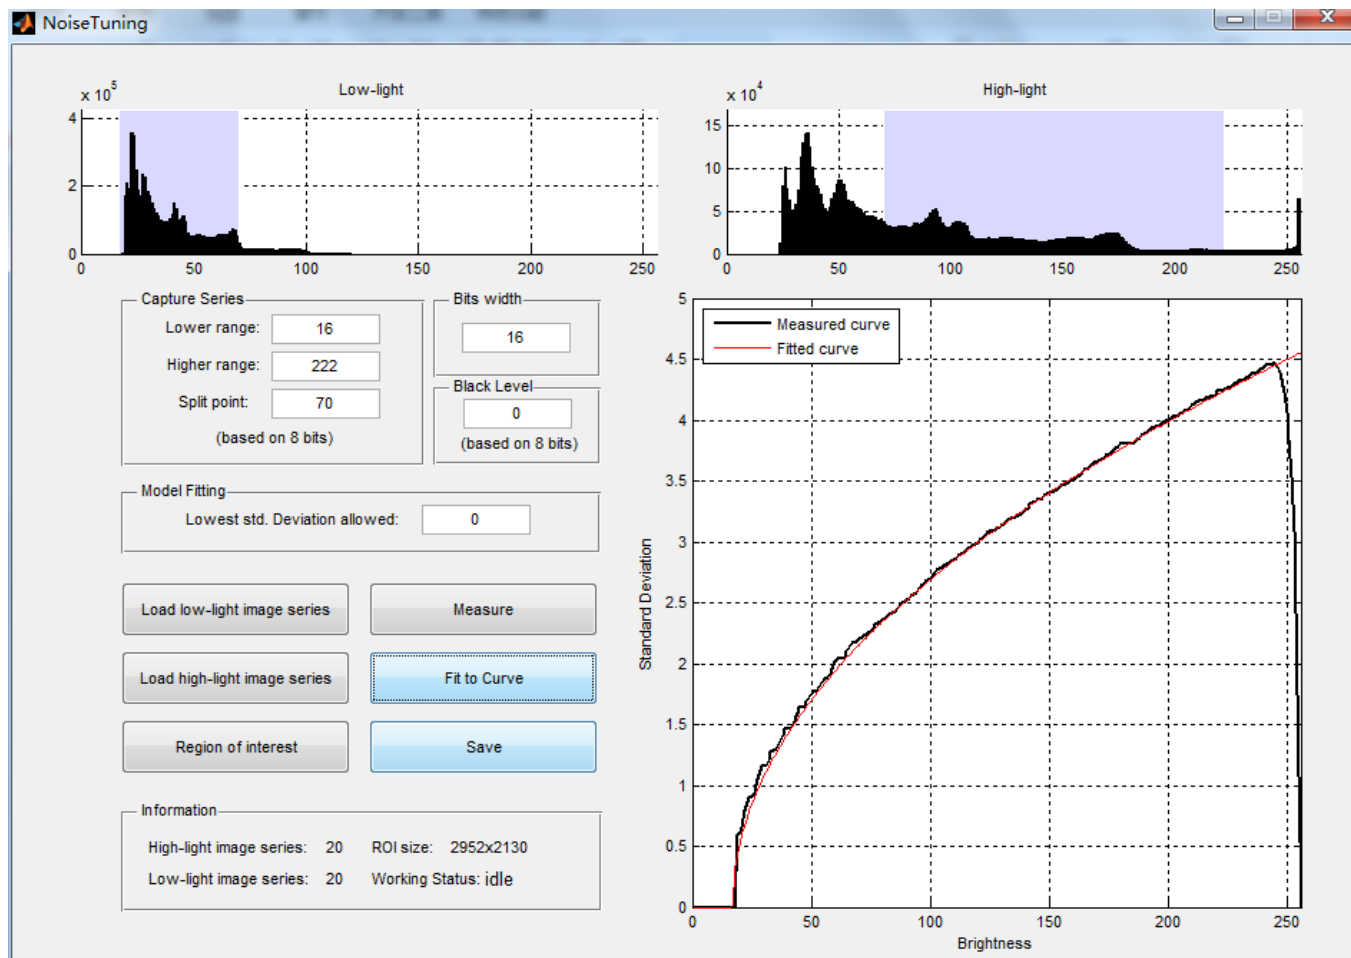 NoiseTuning
Low-light
x 10^5
4
2
0
0 50 100 150 200 250
High-light
x 10^4
15
10
5
0
0 50 100 150 200 250
Capture Series
Lower range: 16
Higher range: 222
Split point: 70
(based on 8 bits)
Bits width
16
Black Level
0
(based on 8 bits)
Model Fitting
Lowest std. Deviation allowed: 0
Load low-light image series
Measure
Load high-light image series
Fit to Curve
Region of interest
Save
Information
High-light image series: 20 ROI size: 2952x2130
Low-light image series: 20 Working Status: idle
Measured curve
Fitted curve
5
4.5
4
3.5
3
2.5
2
1.5
1
0.5
0
Standard Deviation
0 50 100 150 200 250
Brightness